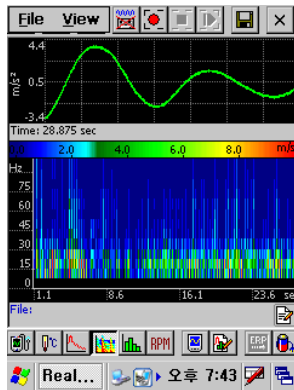 File View
4.4
0.5
-3.4
m/s²
Time: 28.875 sec
2.0 4.0 6.0 8.0 m/s
Hz
75
60
45
30
15
0
1.1 8.6 16.1 23.6 se
File:
°C RPM ERP
Real... 오후 7:43